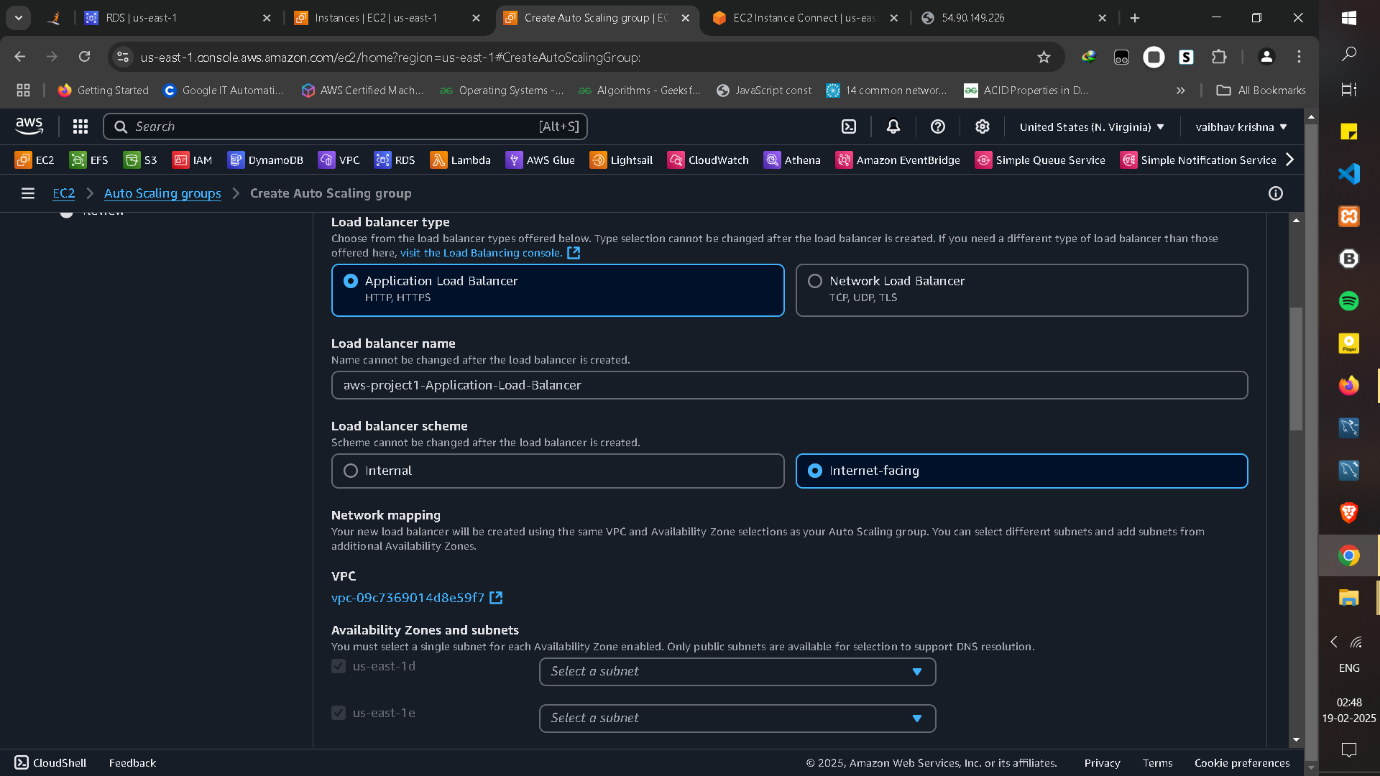 RDS | us-east-1
Instances | EC2 | us-east-1
Create Auto Scaling group | EC
EC2 Instance Connect | us-eas
54.90.149.226
us-east-1.console.aws.amazon.com/ec2/home?region=us-east-1#CreateAutoScalingGroup:
Getting Started
Google IT Automati...
AWS Certified Mach...
Operating Systems -...
Algorithms - Geeksf...
JavaScript const
14 common networ...
ACID Properties in D...
All Bookmarks
aws
Search
[Alt+S]
United States (N. Virginia)
vaibhav krishna
EC2
EFS
S3
IAM
DynamoDB
VPC
RDS
Lambda
AWS Glue
Lightsail
CloudWatch
Athena
Amazon EventBridge
Simple Queue Service
Simple Notification Service
EC2
Auto Scaling groups
Create Auto Scaling group
Review
Load balancer type
Choose from the load balancer types offered below. Type selection cannot be changed after the load balancer is created. If you need a different type of load balancer than those
offered here, visit the Load Balancing console.
Application Load Balancer
HTTP, HTTPS
Network Load Balancer
TCP, UDP, TLS
Load balancer name
Name cannot be changed after the load balancer is created.
aws-project1-Application-Load-Balancer
Load balancer scheme
Scheme cannot be changed after the load balancer is created.
Internal
Internet-facing
Network mapping
Your new load balancer will be created using the same VPC and Availability Zone selections as your Auto Scaling group. You can select different subnets and add subnets from
additional Availability Zones.
VPC
vpc-09c7369014d8e59f7
Availability Zones and subnets
You must select a single subnet for each Availability Zone enabled. Only public subnets are available for selection to support DNS resolution.
us-east-1d
Select a subnet
us-east-1e
Select a subnet
CloudShell
Feedback
© 2025, Amazon Web Services, Inc. or its affiliates.
Privacy
Terms
Cookie preferences
ENG
02:48
19-02-2025